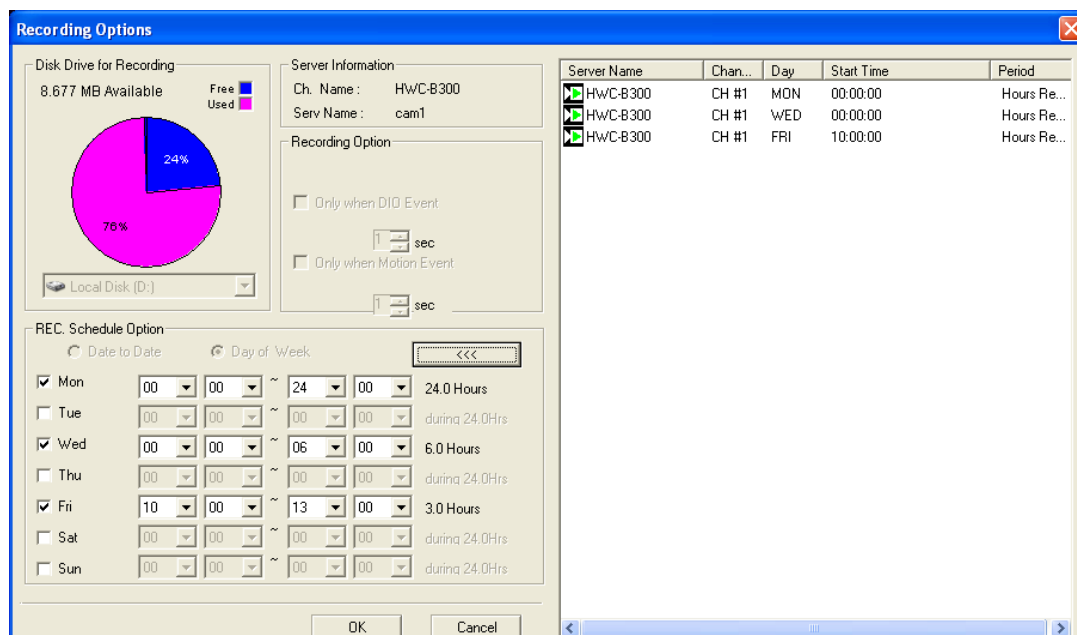 Recording Options
Disk Drive for Recording
8.677 MB Available
Free
Used
24%
76%
Local Disk (D:)
Server Information
Ch. Name : HWC-B300
Serv Name : cam1
Recording Option
Only when DIO Event
1 sec
Only when Motion Event
1 sec
REC. Schedule Option
Date to Date Day of Week <<<
Mon 00 00 ~ 24 00 24.0 Hours
Tue 00 00 ~ 00 00 during 24.0Hrs
Wed 00 00 ~ 06 00 6.0 Hours
Thu 00 00 ~ 00 00 during 24.0Hrs
Fri 10 00 ~ 13 00 3.0 Hours
Sat 00 00 ~ 00 00 during 24.0Hrs
Sun 00 00 ~ 00 00 during 24.0Hrs
OK Cancel
Server Name Chan... Day Start Time Period
HWC-B300 CH #1 MON 00:00:00 Hours Re...
HWC-B300 CH #1 WED 00:00:00 Hours Re...
HWC-B300 CH #1 FRI 10:00:00 Hours Re...